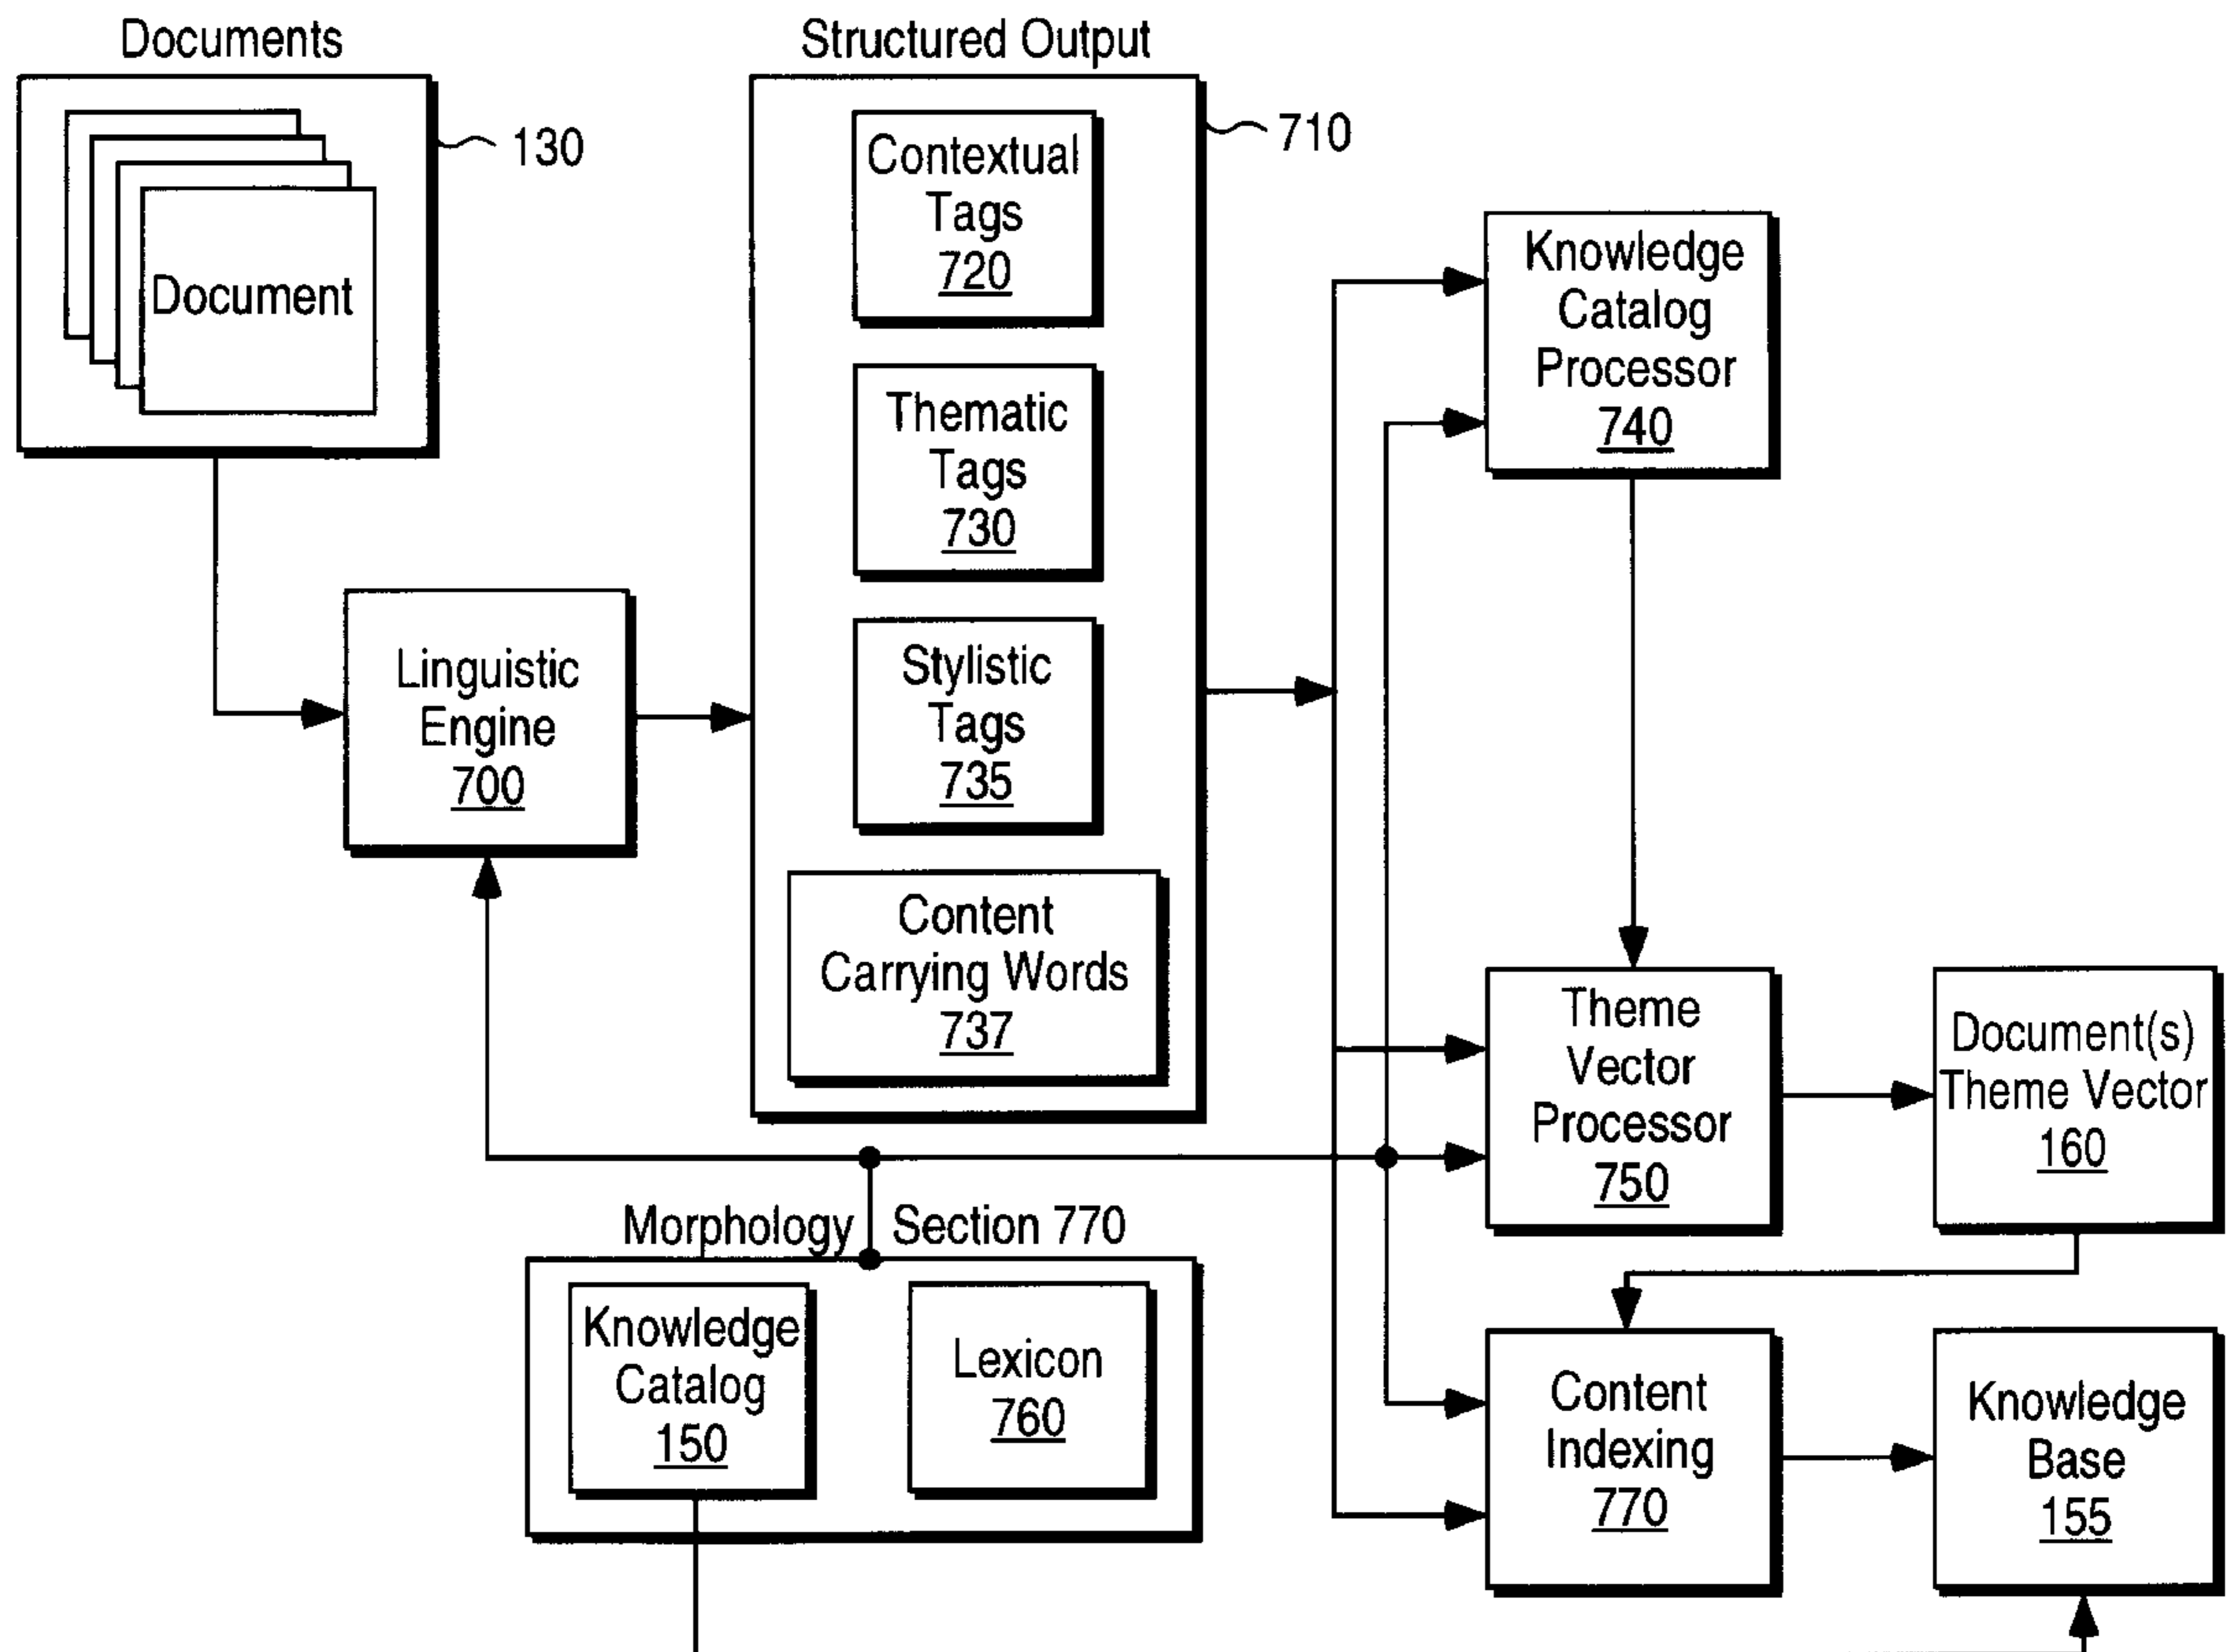 Documents
130
Document
Structured Output
710
Contextual
Tags
720
Thematic
Tags
730
Stylistic
Tags
735
Content
Carrying Words
737
Linguistic
Engine
700
Knowledge
Catalog
Processor
740
Theme
Vector
Processor
750
Document(s)
Theme Vector
160
Morphology Section 770
Knowledge
Catalog
150
Lexicon
760
Content
Indexing
770
Knowledge
Base
155